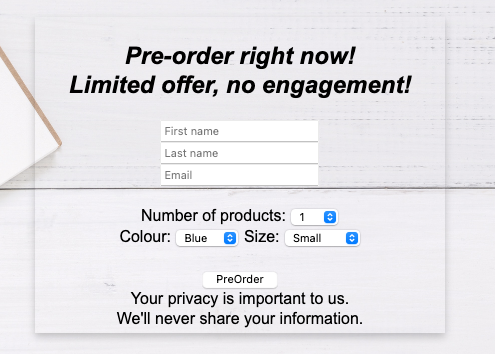 Pre-order right now!
Limited offer, no engagement!
First name
Last name
Email
Number of products: 1
Colour: Blue Size: Small
PreOrder
Your privacy is important to us.
We'll never share your information.